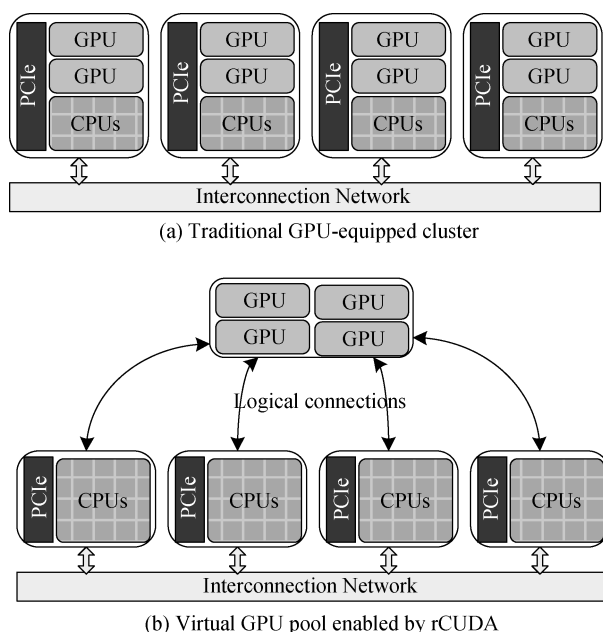 PCIe GPU GPU CPUs PCIe GPU GPU CPUs PCIe GPU GPU CPUs PCIe GPU GPU CPUs
Interconnection Network
(a) Traditional GPU-equipped cluster
GPU GPU
GPU GPU
Logical connections
PCIe CPUs PCIe CPUs PCIe CPUs PCIe CPUs
Interconnection Network
(b) Virtual GPU pool enabled by rCUDA